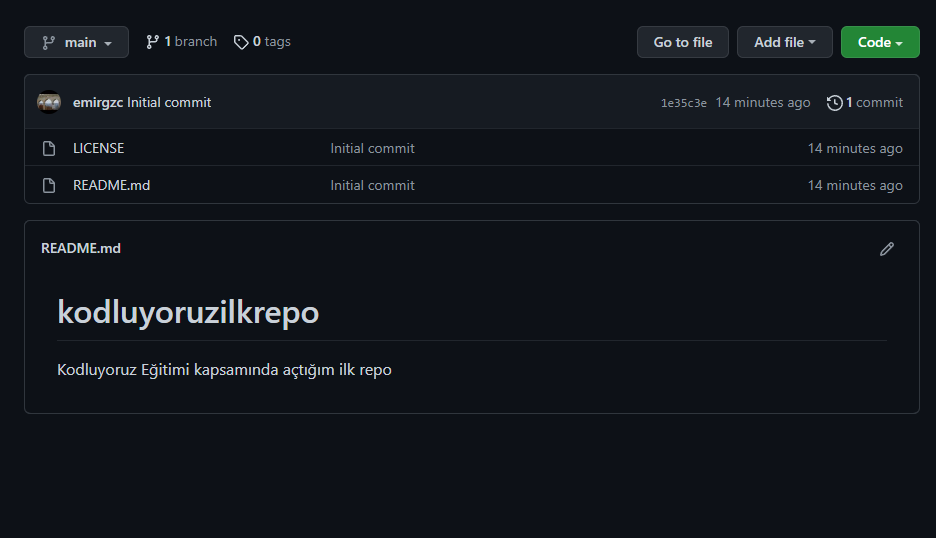 main 1 branch 0 tags Go to file Add file Code
emirgzc Initial commit 1e35c3e 14 minutes ago 1 commit
LICENSE Initial commit 14 minutes ago
README.md Initial commit 14 minutes ago
README.md
kodluyoruzilkrepo
Kodluyoruz Eğitimi kapsamında açtığım ilk repo